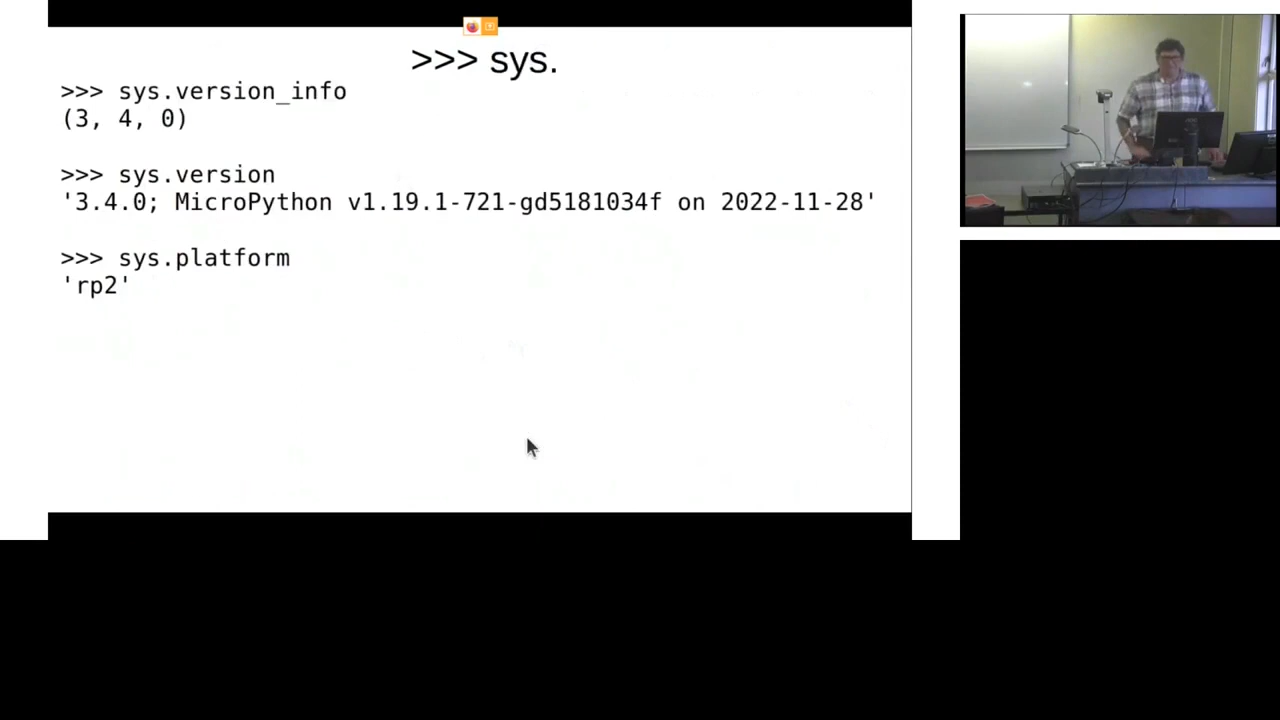 >>> sys.
>>> sys.version_info
(3, 4, 0)
>>> sys.version
'3.4.0; MicroPython v1.19.1-721-gd5181034f on 2022-11-28'
>>> sys.platform
'rp2'